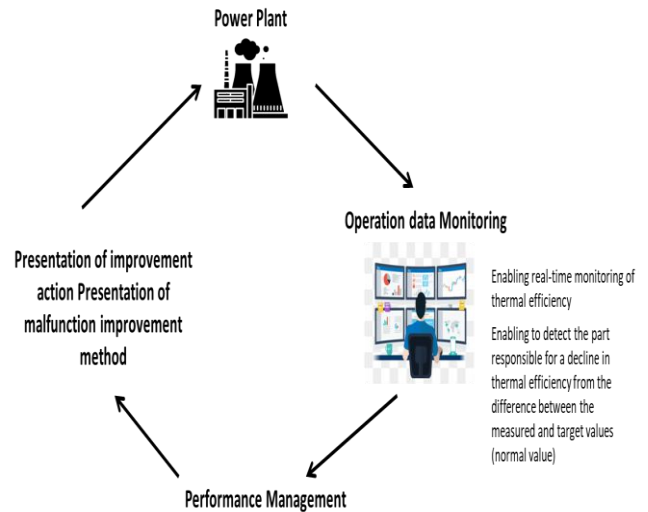 Power Plant
Operation data Monitoring
Enabling real-time monitoring of
thermal efficiency
Enabling to detect the part
responsible for a decline in
thermal efficiency from the
difference between the
measured and target values
(normal value)
Performance Management
Presentation of improvement
action Presentation of
malfunction improvement
method